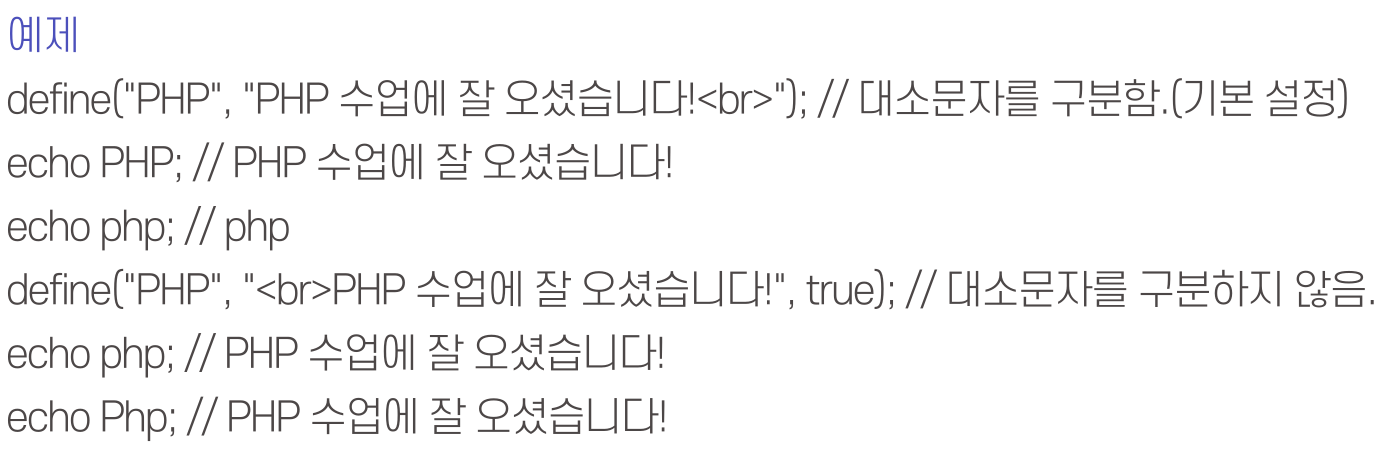 예제
define("PHP", "PHP 수업에 잘 오셨습니다!<br>"); // 대소문자를 구분함.(기본 설정)
echo PHP; // PHP 수업에 잘 오셨습니다!
echo php; // php
define("PHP", "<br>PHP 수업에 잘 오셨습니다!", true); // 대소문자를 구분하지 않음.
echo php; // PHP 수업에 잘 오셨습니다!
echo Php; // PHP 수업에 잘 오셨습니다!